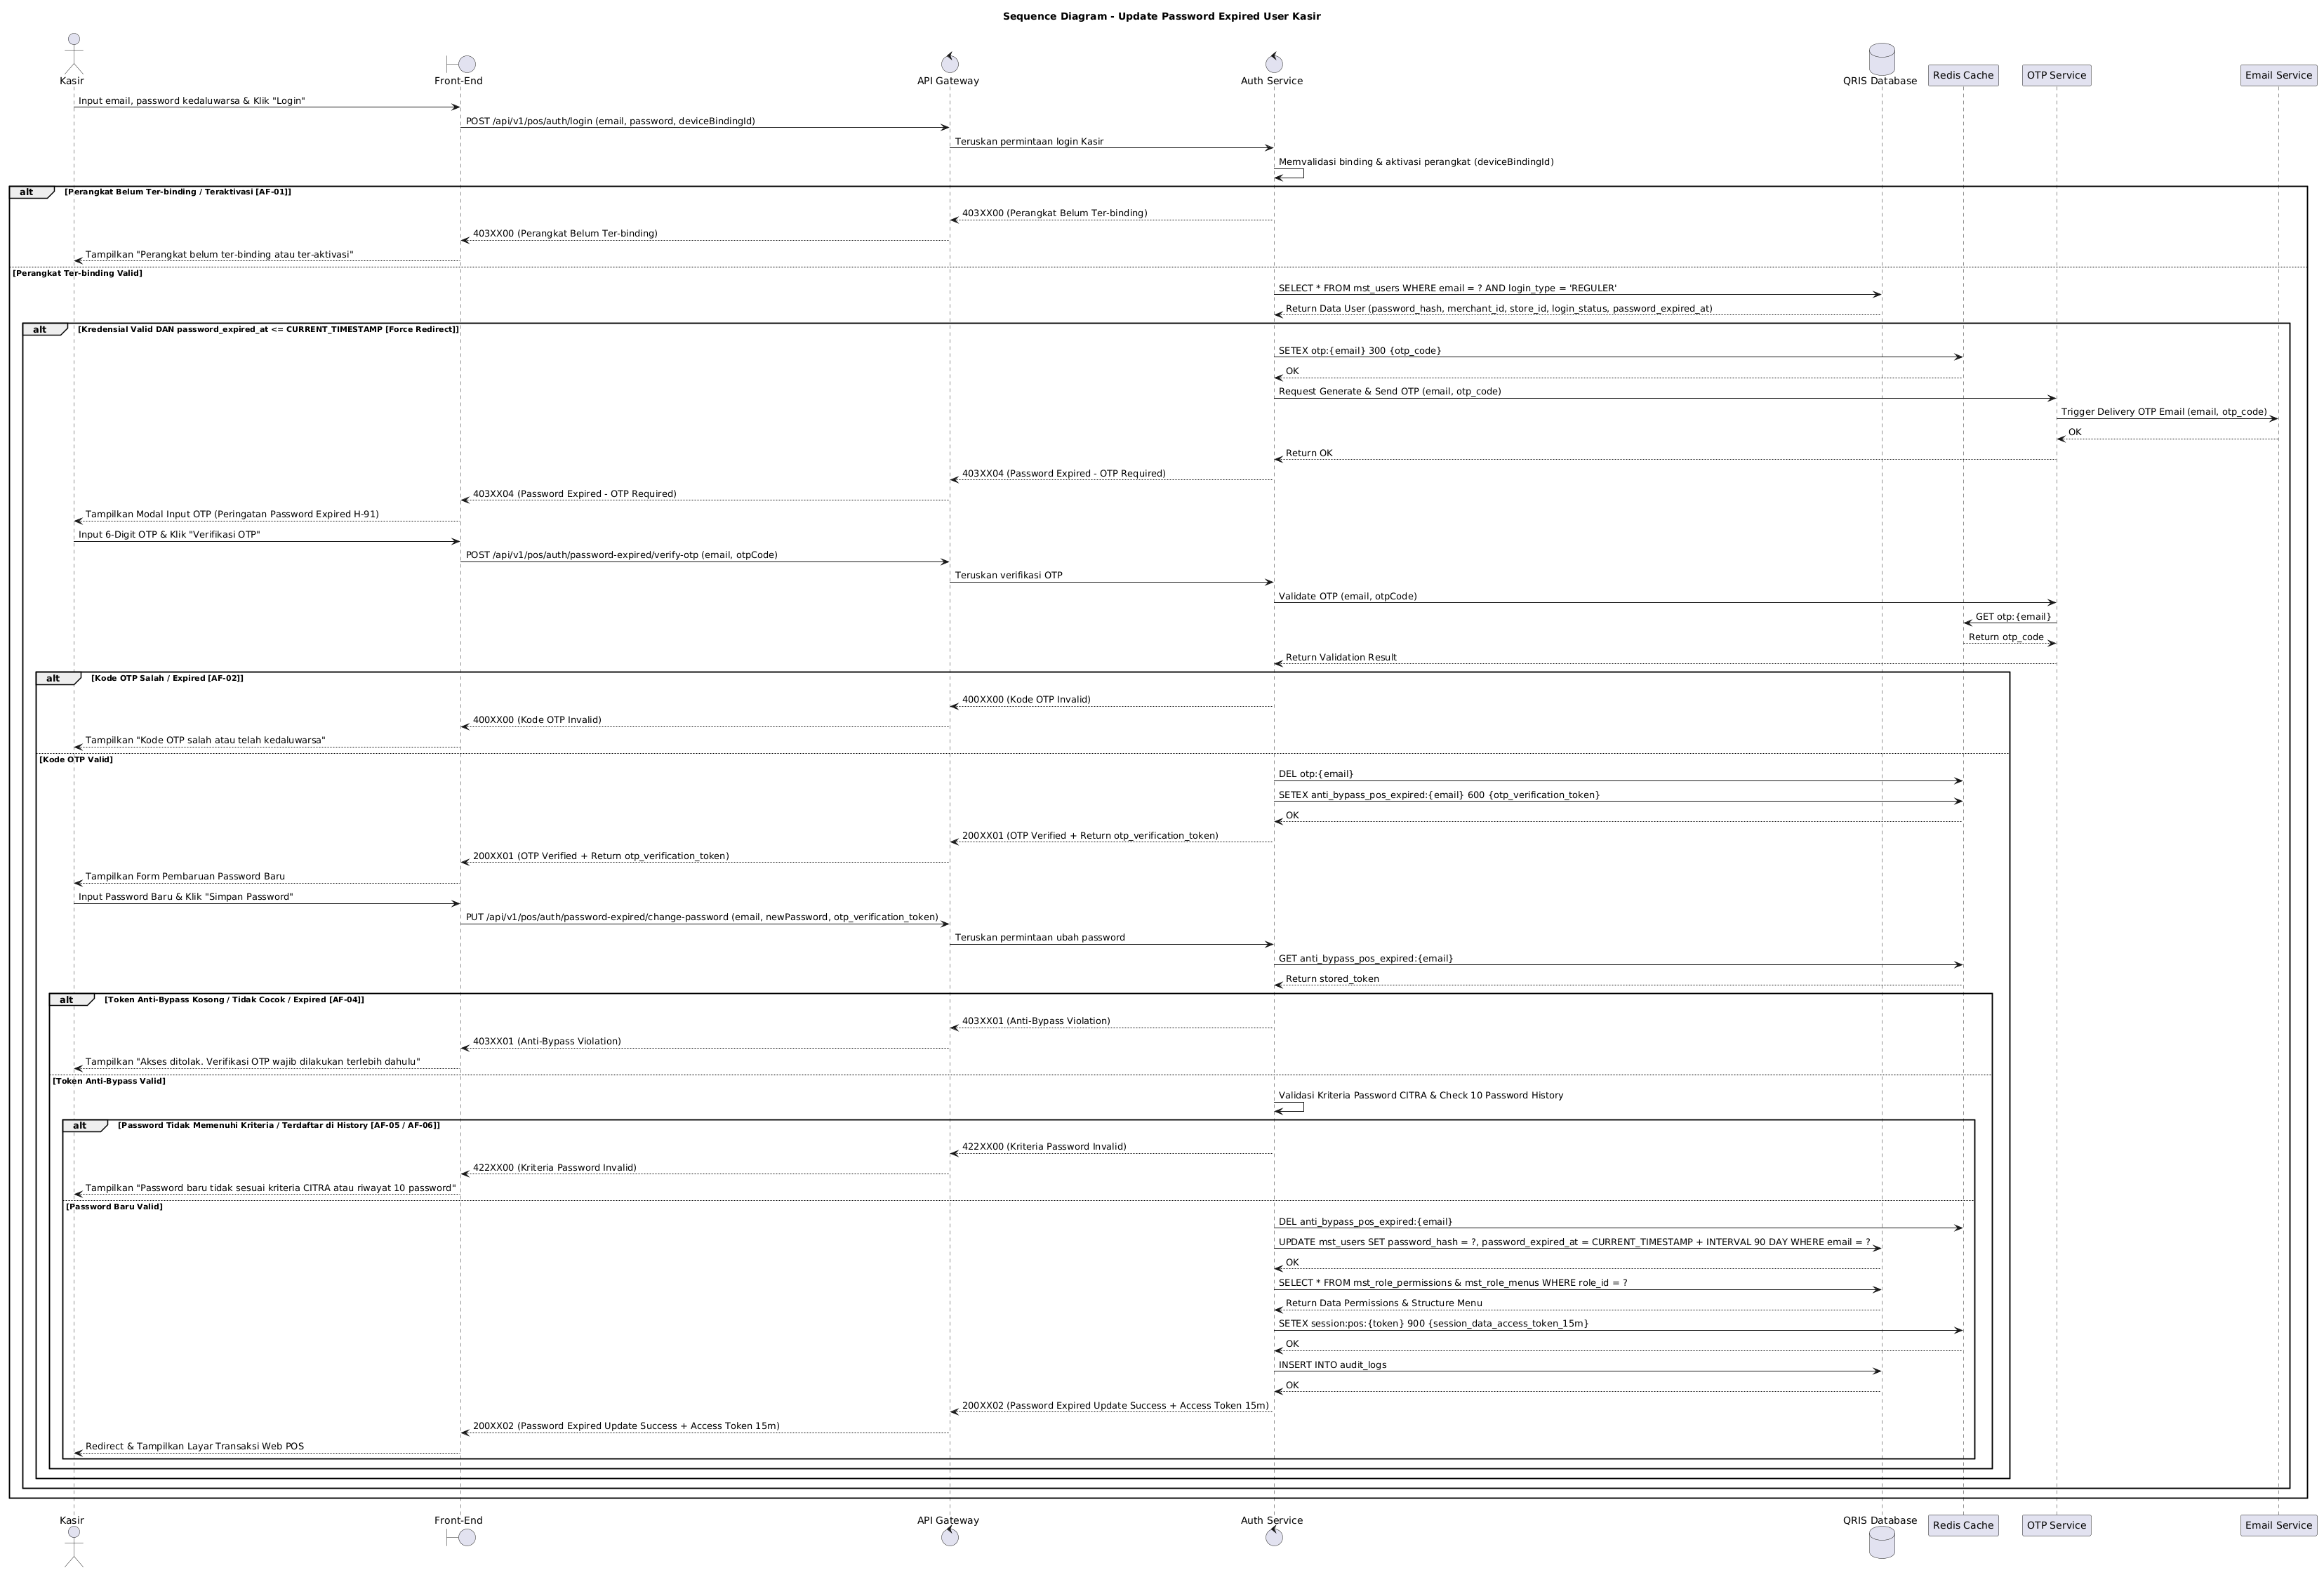 Sequence Diagram - Update Password Expired User Kasir
Kasir
Front-End
API Gateway
Auth Service
QRIS Database
Redis Cache
OTP Service
Email Service
Input email, password kedaluwarsa & Klik "Login"
POST /api/v1/pos/auth/login (email, password, deviceBindingId)
Teruskan permintaan login Kasir
Memvalidasi binding & aktivasi perangkat (deviceBindingId)
alt [Perangkat Belum Ter-binding / Teraktivasi [AF-01]]
403XX00 (Perangkat Belum Ter-binding)
403XX00 (Perangkat Belum Ter-binding)
Tampilkan "Perangkat belum ter-binding atau ter-aktivasi"
[Perangkat Ter-binding Valid]
SELECT * FROM mst_users WHERE email = ? AND login_type = 'REGULER'
Return Data User (password_hash, merchant_id, store_id, login_status, password_expired_at)
alt [Kredensial Valid DAN password_expired_at <= CURRENT_TIMESTAMP [Force Redirect]]
SETEX otp:{email} 300 {otp_code}
OK
Request Generate & Send OTP (email, otp_code)
Trigger Delivery OTP Email (email, otp_code)
OK
Return OK
403XX04 (Password Expired - OTP Required)
403XX04 (Password Expired - OTP Required)
Tampilkan Modal Input OTP (Peringatan Password Expired H-91)
Input 6-Digit OTP & Klik "Verifikasi OTP"
POST /api/v1/pos/auth/password-expired/verify-otp (email, otpCode)
Teruskan verifikasi OTP
Validate OTP (email, otpCode)
GET otp:{email}
Return otp_code
Return Validation Result
alt [Kode OTP Salah / Expired [AF-02]]
400XX00 (Kode OTP Invalid)
400XX00 (Kode OTP Invalid)
Tampilkan "Kode OTP salah atau telah kedaluwarsa"
[Kode OTP Valid]
DEL otp:{email}
SETEX anti_bypass_pos_expired:{email} 600 {otp_verification_token}
OK
200XX01 (OTP Verified + Return otp_verification_token)
200XX01 (OTP Verified + Return otp_verification_token)
Tampilkan Form Pembaruan Password Baru
Input Password Baru & Klik "Simpan Password"
PUT /api/v1/pos/auth/password-expired/change-password (email, newPassword, otp_verification_token)
Teruskan permintaan ubah password
GET anti_bypass_pos_expired:{email}
Return stored_token
alt [Token Anti-Bypass Kosong / Tidak Cocok / Expired [AF-04]]
403XX01 (Anti-Bypass Violation)
403XX01 (Anti-Bypass Violation)
Tampilkan "Akses ditolak. Verifikasi OTP wajib dilakukan terlebih dahulu"
[Token Anti-Bypass Valid]
Validasi Kriteria Password CITRA & Check 10 Password History
alt [Password Tidak Memenuhi Kriteria / Terdaftar di History [AF-05 / AF-06]]
422XX00 (Kriteria Password Invalid)
422XX00 (Kriteria Password Invalid)
Tampilkan "Password baru tidak sesuai kriteria CITRA atau riwayat 10 password"
[Password Baru Valid]
DEL anti_bypass_pos_expired:{email}
UPDATE mst_users SET password_hash = ?, password_expired_at = CURRENT_TIMESTAMP + INTERVAL 90 DAY WHERE email = ?
OK
SELECT * FROM mst_role_permissions & mst_role_menus WHERE role_id = ?
Return Data Permissions & Structure Menu
SETEX session:pos:{token} 900 {session_data_access_token_15m}
OK
INSERT INTO audit_logs
OK
200XX02 (Password Expired Update Success + Access Token 15m)
200XX02 (Password Expired Update Success + Access Token 15m)
Redirect & Tampilkan Layar Transaksi Web POS
Kasir
Front-End
API Gateway
Auth Service
QRIS Database
Redis Cache
OTP Service
Email Service